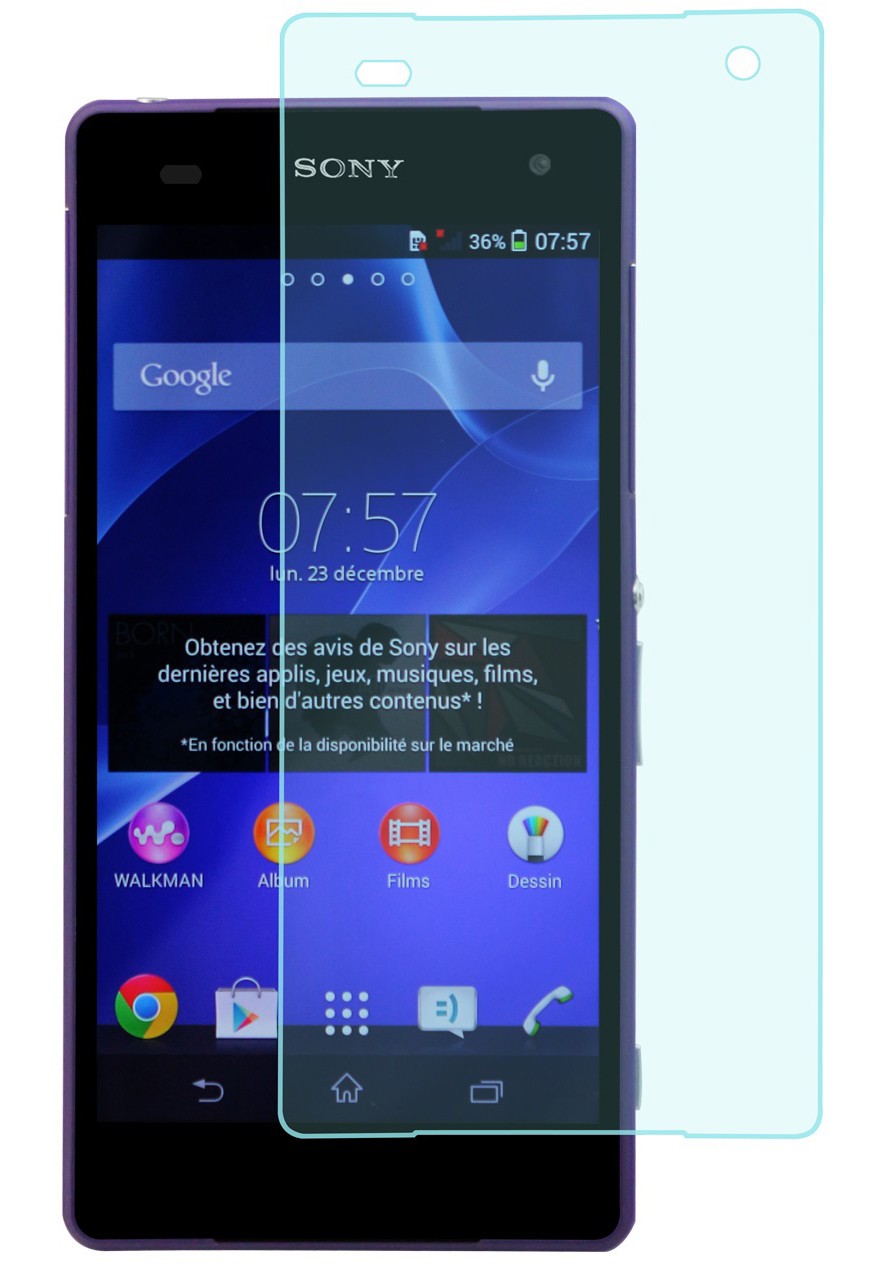 SONY
36% 07:57
Google
07:57
lun. 23 décembre
BORN
Obtenez des avis de Sony sur les
dernières applis, jeux, musiques, films,
et bien d'autres contenus* !
*En fonction de la disponibilité sur le marché
WALKMAN Album Films Dessin